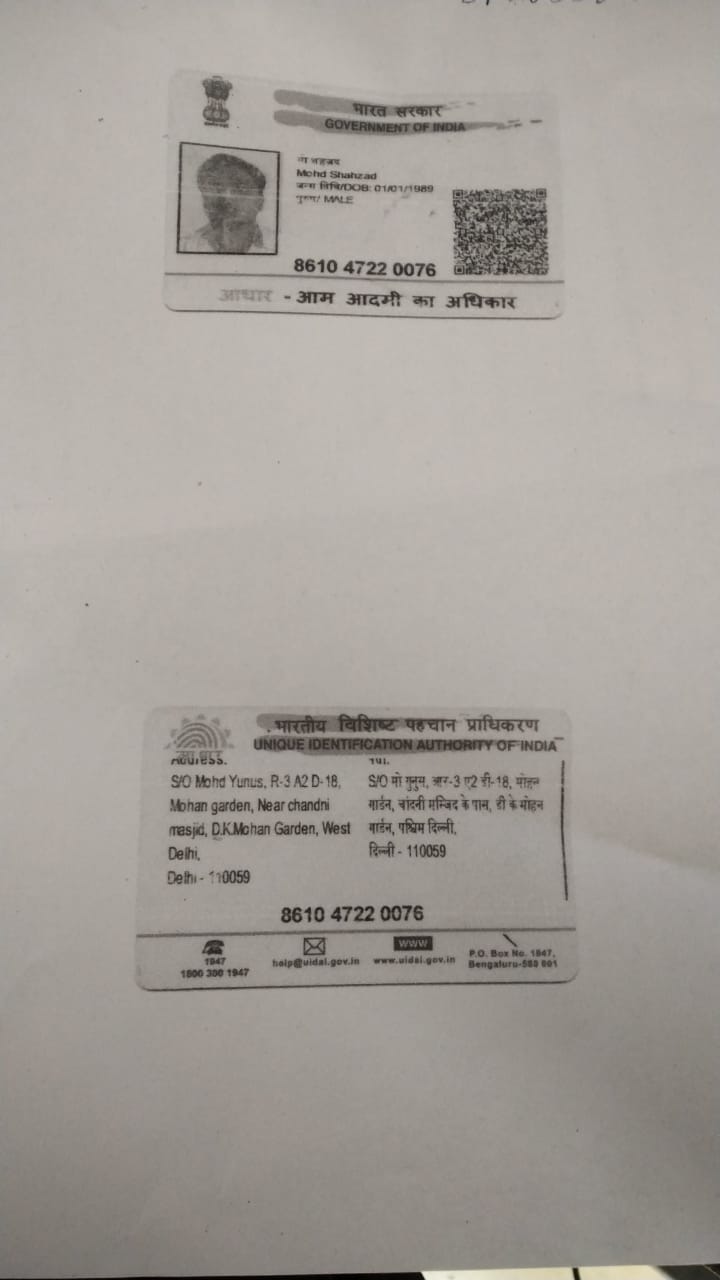 भारत सरकार
GOVERNMENT OF INDIA
Mohd Shahzad
जन्म तिथि/DOB: 01/01/1989
पुरुष/ MALE
8610 4722 0076
आधार - आम आदमी का अधिकार
भारतीय विशिष्ट पहचान प्राधिकरण
UNIQUE IDENTIFICATION AUTHORITY OF INDIA
Address:
S/O Mohd Yunus, R-3 A2 D-18,
Mohan garden, Near chandni
masjid, D.K.Mohan Garden, West
Delhi,
Delhi - 110059
S/O मो युनुस, आर-3 ए2 डी-18, मोहन
गार्डन, चांदनी मस्जिद के पास, डी के मोहन
गार्डन, पश्चिम दिल्ली,
दिल्ली - 110059
8610 4722 0076
1947
1800 300 1947
help@uidai.gov.in
WWW
www.uidai.gov.in
P.O. Box No. 1947,
Bengaluru-560 001